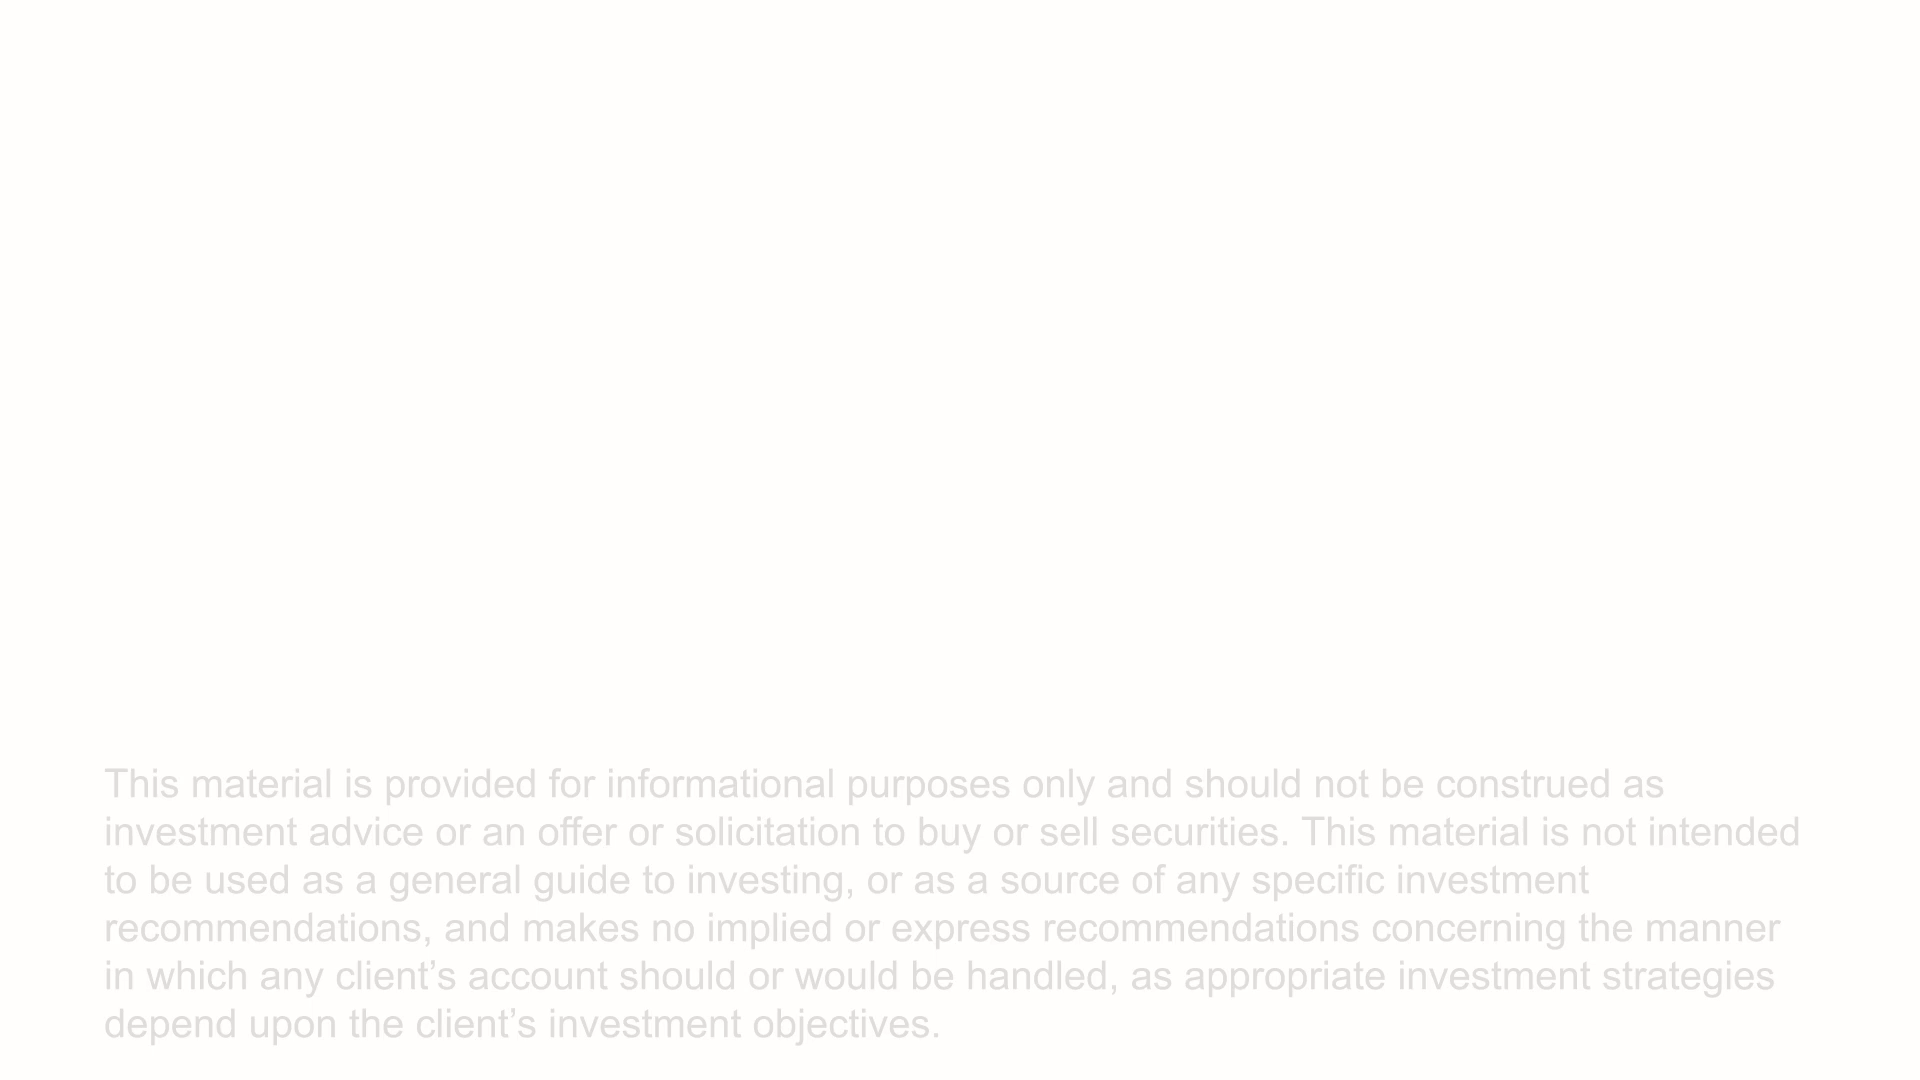 This material is provided for informational purposes only and should not be construed as
investment advice or an offer or solicitation to buy or sell securities. This material is not intended
to be used as a general guide to investing, or as a source of any specific investment
recommendations, and makes no implied or express recommendations concerning the manner
in which any client’s account should or would be handled, as appropriate investment strategies
depend upon the client’s investment objectives.